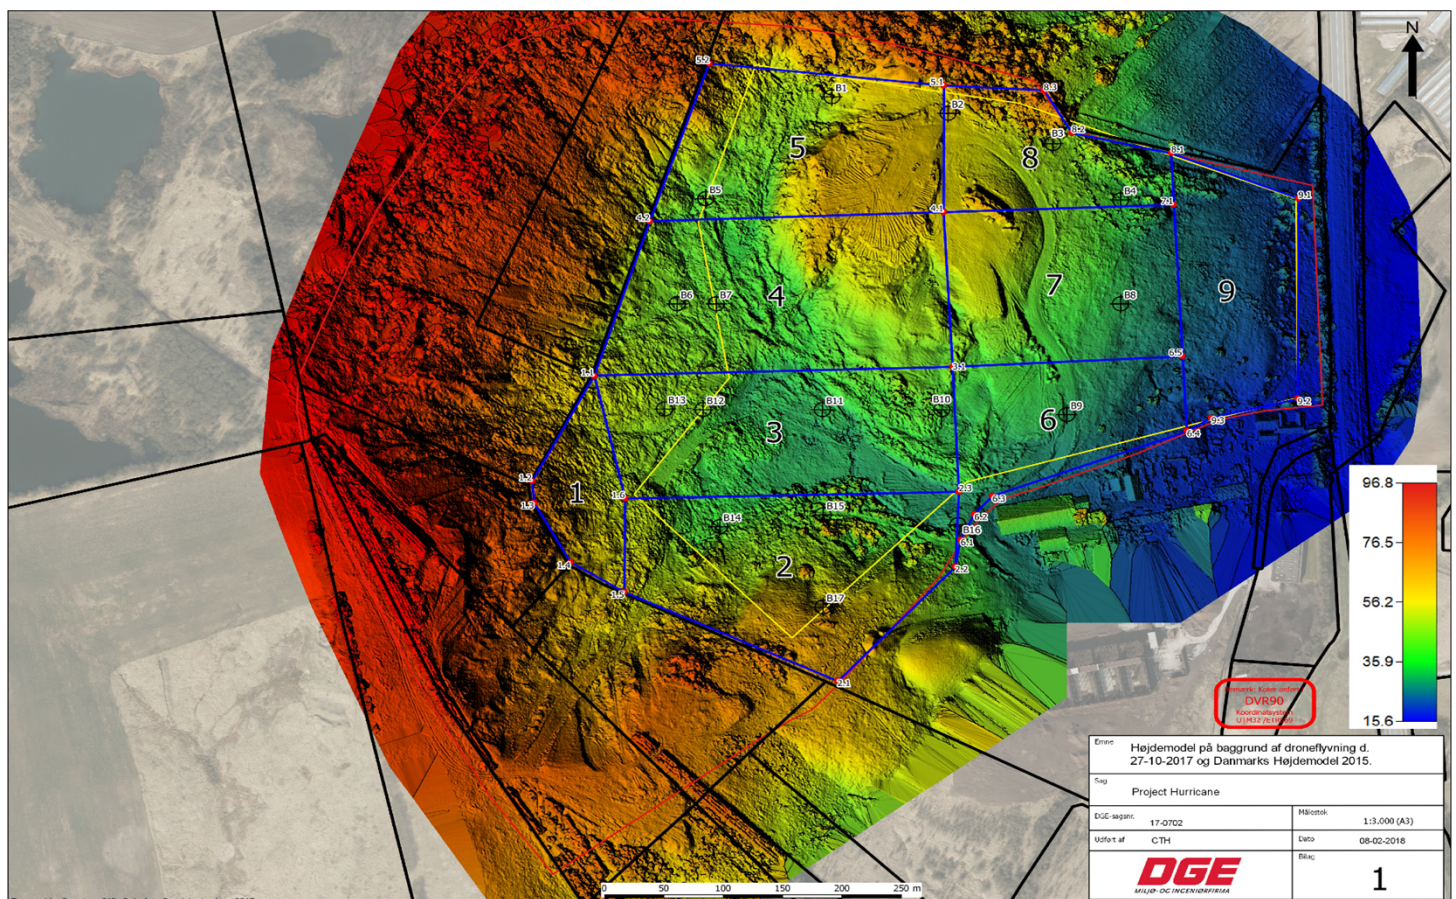 N
5.2
5.1
8.3
B1
B2
8.2
B3
5
8
8.1
B5
B4
9.1
4.2
4.1
7.1
4
7
9
B6
B7
B8
1.1
3.1
6.5
B13
B12
B11
B10
B9
9.2
3
6
9.3
6.4
1.2
1
1.6
2.3
1.3
6.3
B15
6.2
B14
B16
6.1
1.4
2
2.2
1.5
B17
2.1
96.8
76.5
56.2
35.9
15.6
DVR90
Emne
Højdemodel på baggrund af droneflyvning d.
27-10-2017 og Danmarks Højdemodel 2015.
Sag
Project Hurricane
DGE-sagsnr.
17-0702
Målestok
1:3.000 (A3)
Udført af
CTH
Dato
08-02-2018
DGE
MILJØ- OG INGENIØRFIRMA
Bilag
1
0 50 100 150 200 250 m